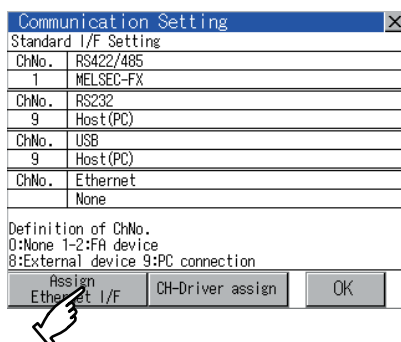 Communication Setting
Standard I/F Setting
ChNo. RS422/485
1 MELSEC-FX
ChNo. RS232
9 Host(PC)
ChNo. USB
9 Host(PC)
ChNo. Ethernet
None
Definition of ChNo.
0:None 1-2:FA device
8:External device 9:PC connection
Assign
Ethernet I/F
CH-Driver assign
OK